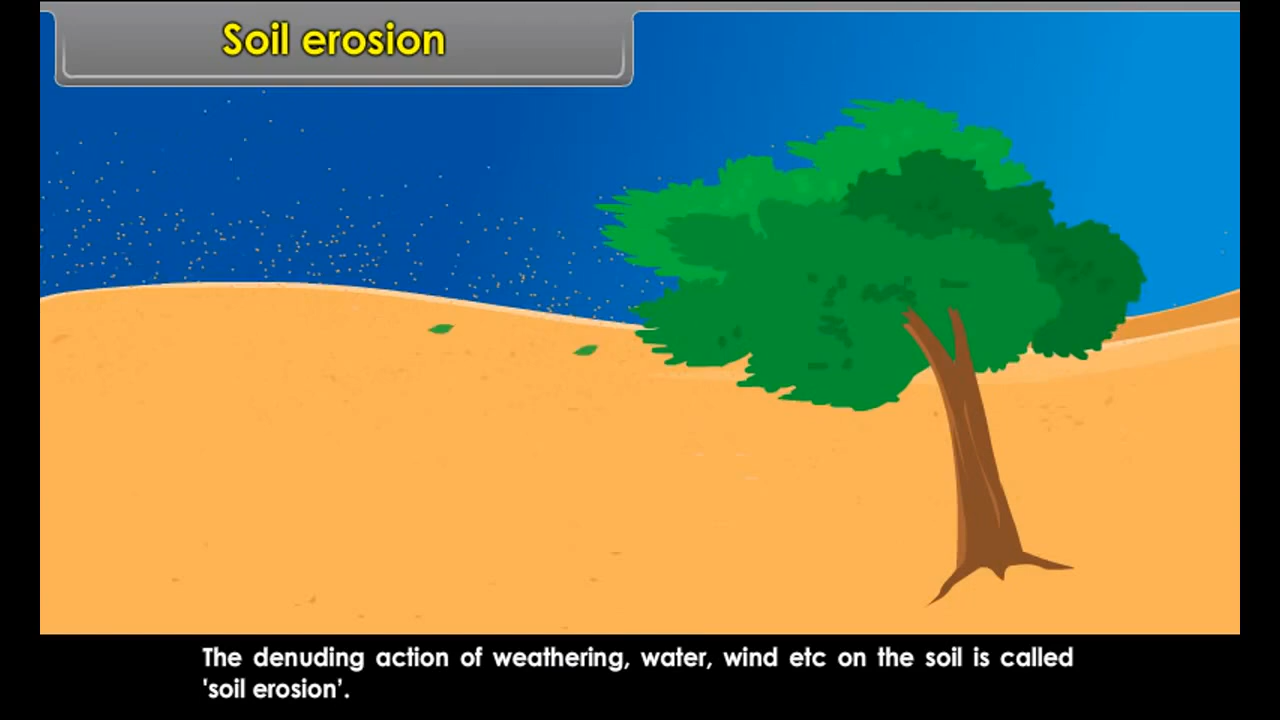 Soil erosion
The denuding action of weathering, water, wind etc on the soil is called
'soil erosion’.